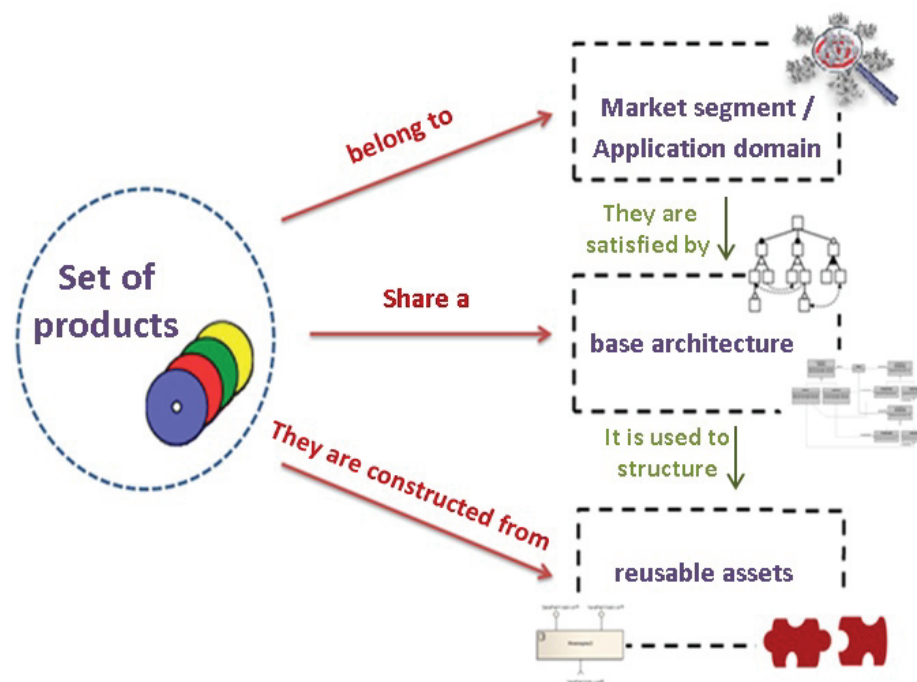 Market segment /
Application domain
belong to
They are
satisfied by
Set of
products
Share a
base architecture
They are constructed from
It is used to
structure
reusable assets